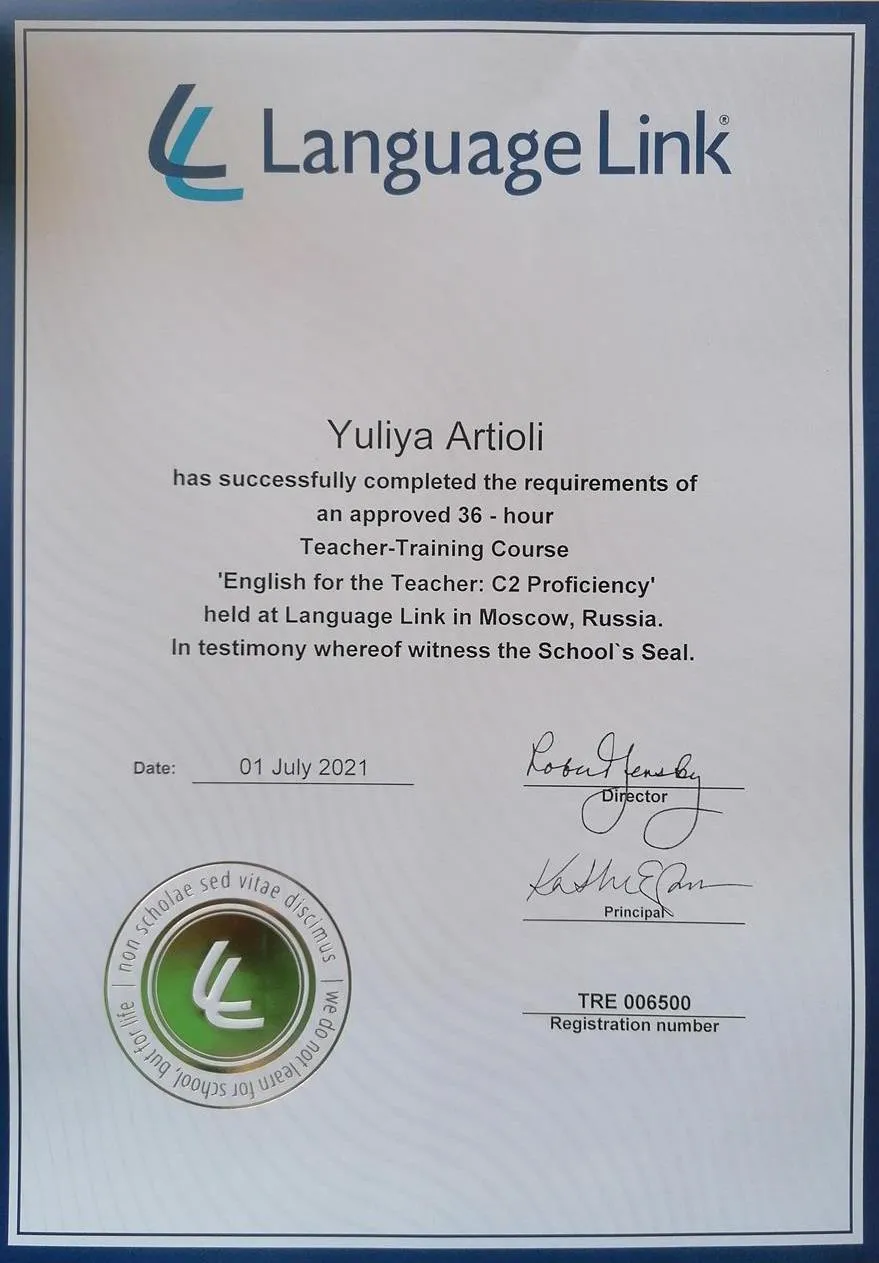 Language Link®
Yuliya Artioli
has successfully completed the requirements of
an approved 36 - hour
Teacher-Training Course
'English for the Teacher: C2 Proficiency'
held at Language Link in Moscow, Russia.
In testimony whereof witness the School`s Seal.
Date: 01 July 2021
Director
Principal
non scholae sed vitae discimus | we do not learn for school, but for life |
TRE 006500
Registration number